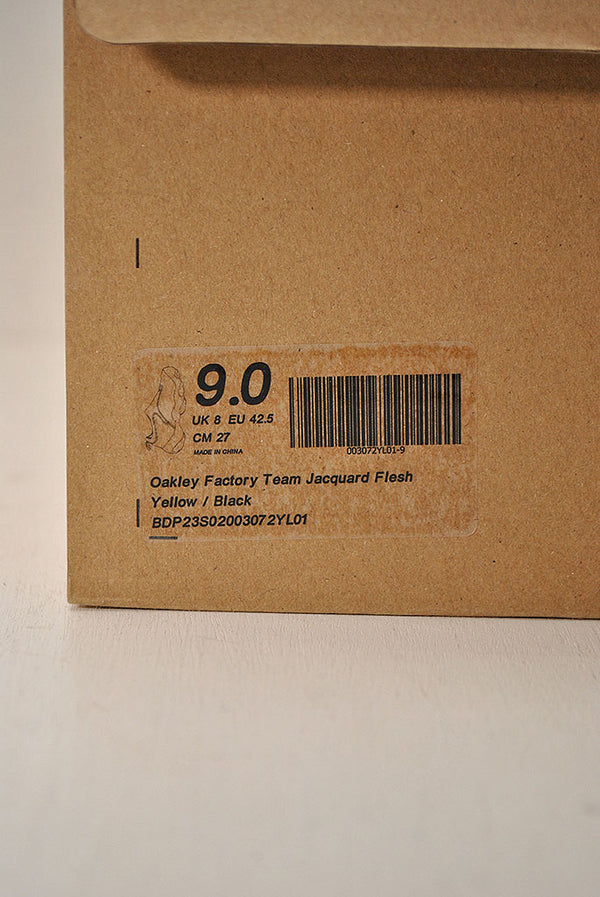 9.0
UK 8 EU 42.5
CM 27
MADE IN CHINA
003072YL01-9
Oakley Factory Team Jacquard Flesh
Yellow / Black
BDP23S02003072YL01